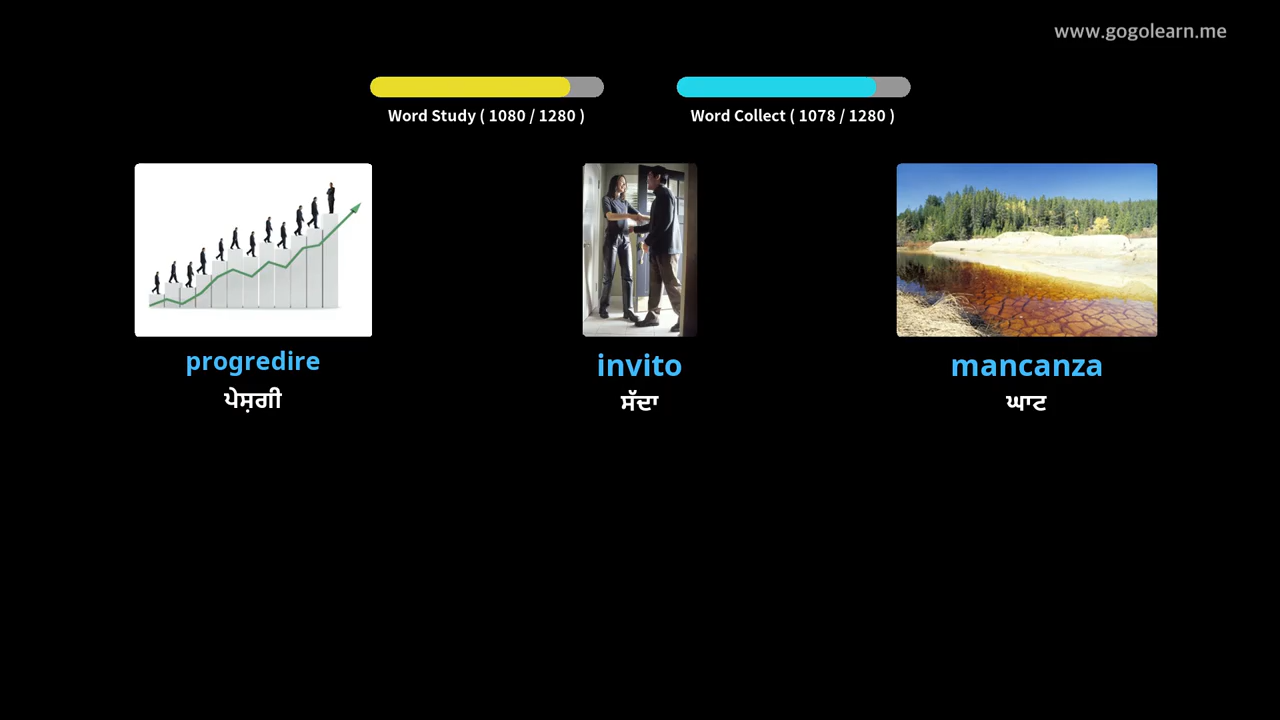 www.gogolearn.me
Word Study ( 1080 / 1280 )
Word Collect ( 1078 / 1280 )
progredire
ਪੇਸ਼ਗੀ
invito
ਸੱਦਾ
mancanza
ਘਾਟ